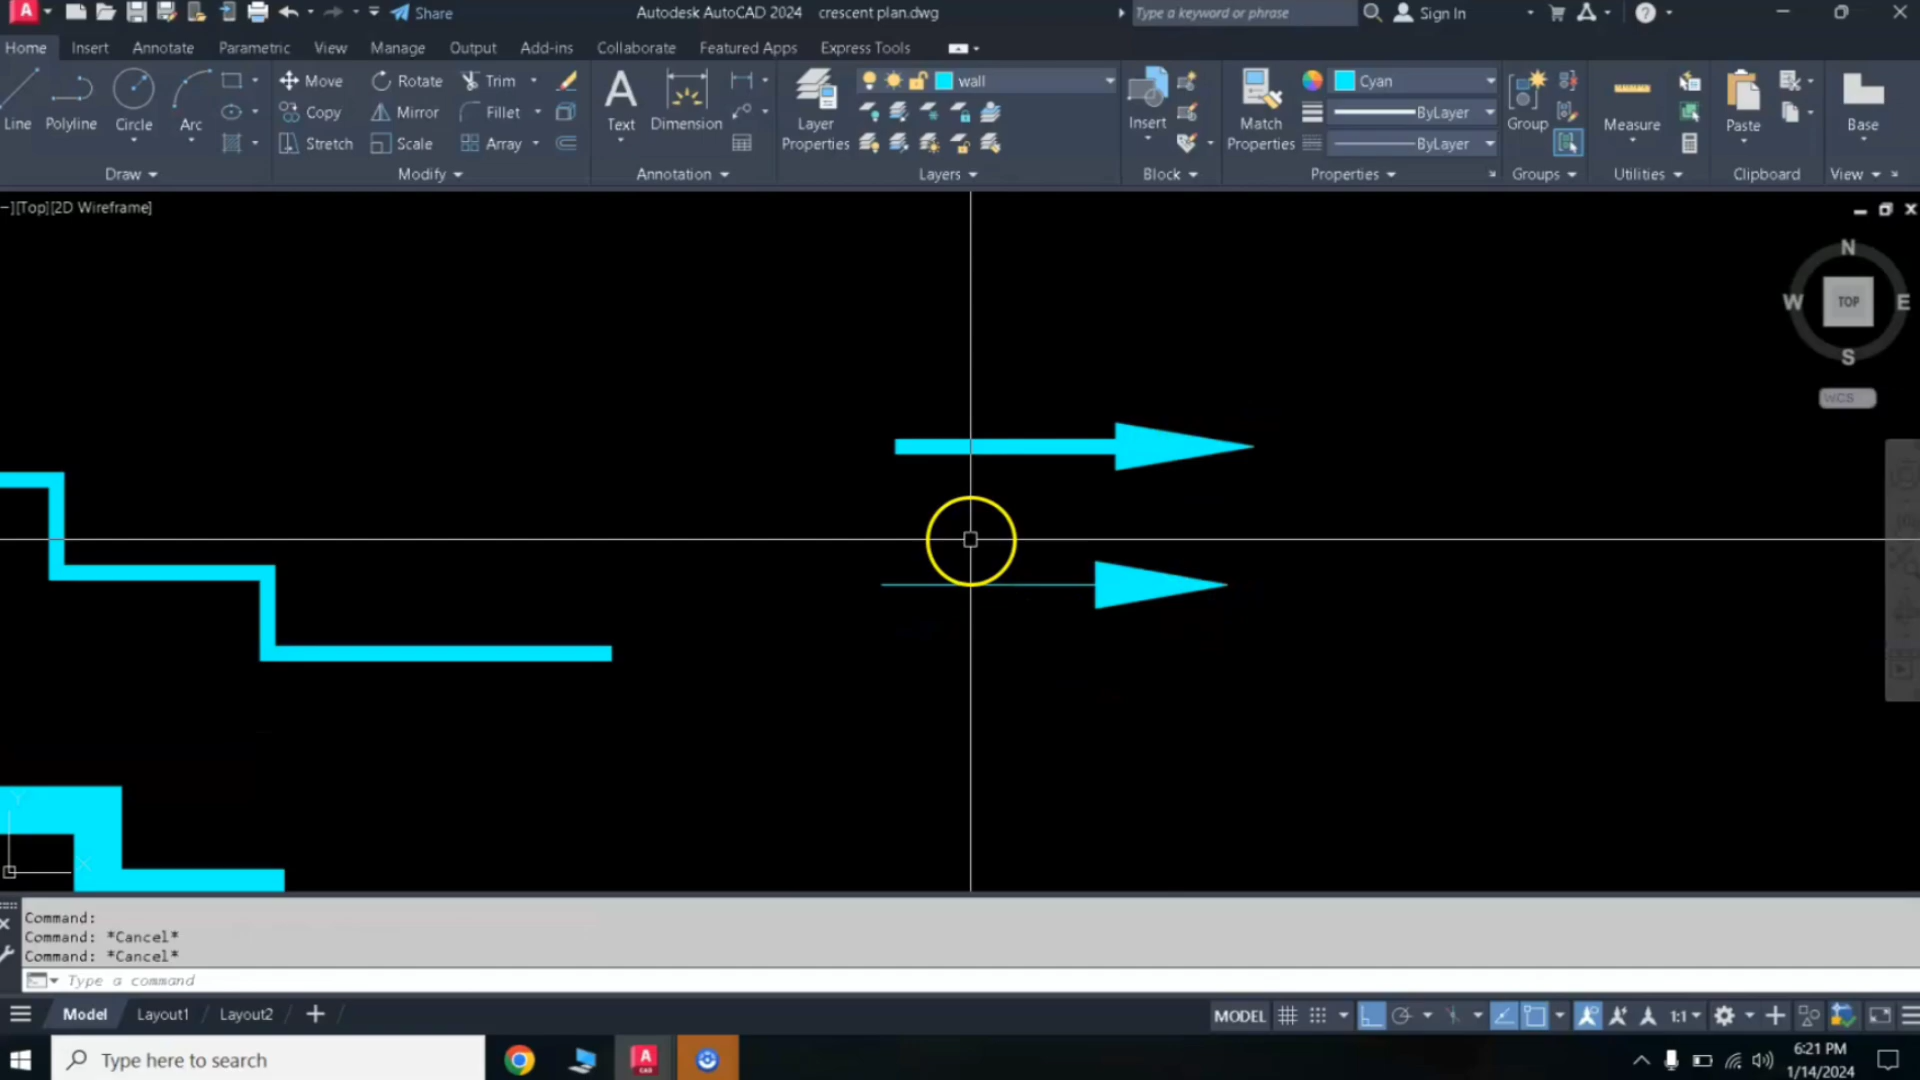 A Share Autodesk AutoCAD 2024 crescent plan.dwg Type a keyword or phrase Sign In ?
Home Insert Annotate Parametric View Manage Output Add-ins Collaborate Featured Apps Express Tools
Move Rotate Trim wall Cyan
Copy Mirror Fillet ByLayer
Line Polyline Circle Arc Text Dimension Layer Properties Insert Match Properties Group Measure Paste Base
Stretch Scale Array ByLayer
Draw Modify Annotation Layers Block Properties Groups Utilities Clipboard View
−][Top][2D Wireframe]
N
W TOP E
S
WCS
Y
X
Command:
Command: *Cancel*
Command: *Cancel*
Type a command
Model Layout1 Layout2 + MODEL 1:1
Type here to search A CAD 6:21 PM
1/14/2024